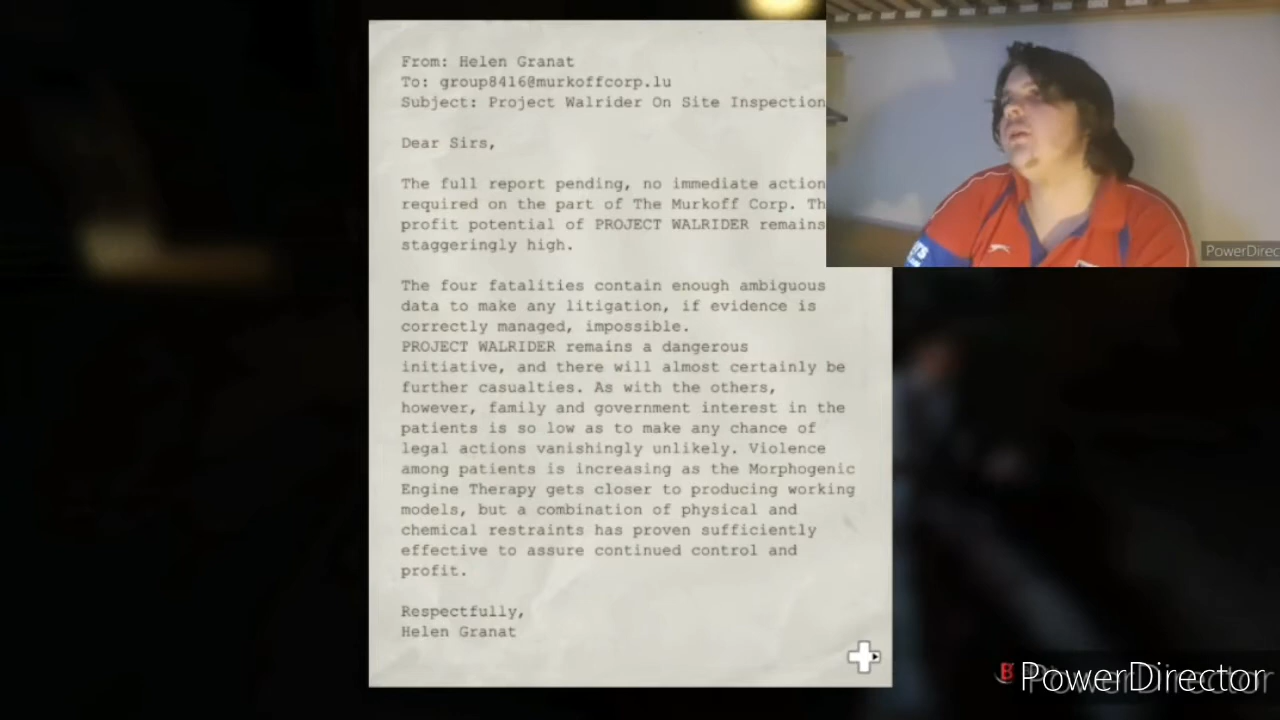 From: Helen Granat
To: group8416@murkoffcorp.lu
Subject: Project Walrider On Site Inspection
Dear Sirs,
The full report pending, no immediate action
required on the part of The Murkoff Corp. Th
profit potential of PROJECT WALRIDER remains
staggeringly high.
The four fatalities contain enough ambiguous
data to make any litigation, if evidence is
correctly managed, impossible.
PROJECT WALRIDER remains a dangerous
initiative, and there will almost certainly be
further casualties. As with the others,
however, family and government interest in the
patients is so low as to make any chance of
legal actions vanishingly unlikely. Violence
among patients is increasing as the Morphogenic
Engine Therapy gets closer to producing working
models, but a combination of physical and
chemical restraints has proven sufficiently
effective to assure continued control and
profit.
Respectfully,
Helen Granat
PowerDirec
PowerDirector
PowerDirector